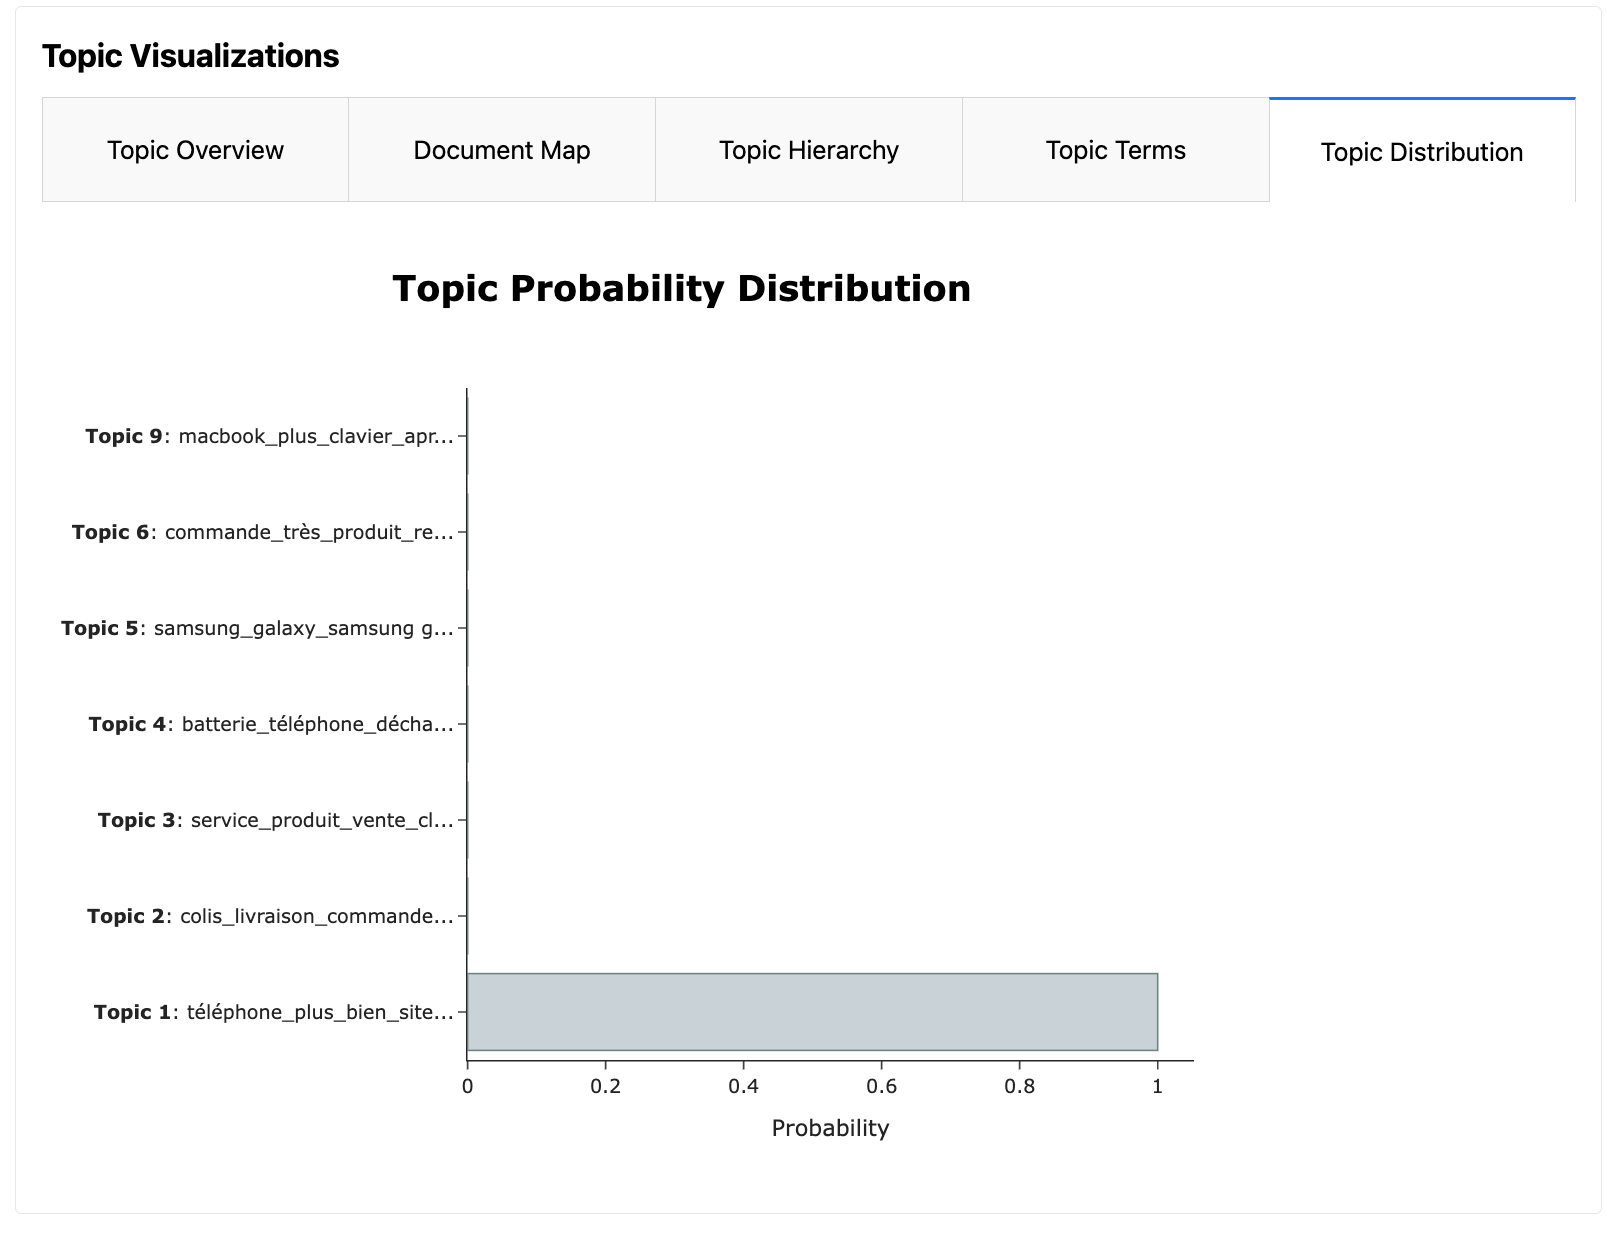 Topic Visualizations
Topic Overview
Document Map
Topic Hierarchy
Topic Terms
Topic Distribution
Topic Probability Distribution
Topic 9: macbook_plus_clavier_apr...
Topic 6: commande_très_produit_re...
Topic 5: samsung_galaxy_samsung g...
Topic 4: batterie_téléphone_décha...
Topic 3: service_produit_vente_cl...
Topic 2: colis_livraison_commande...
Topic 1: téléphone_plus_bien_site...
0 0.2 0.4 0.6 0.8 1
Probability